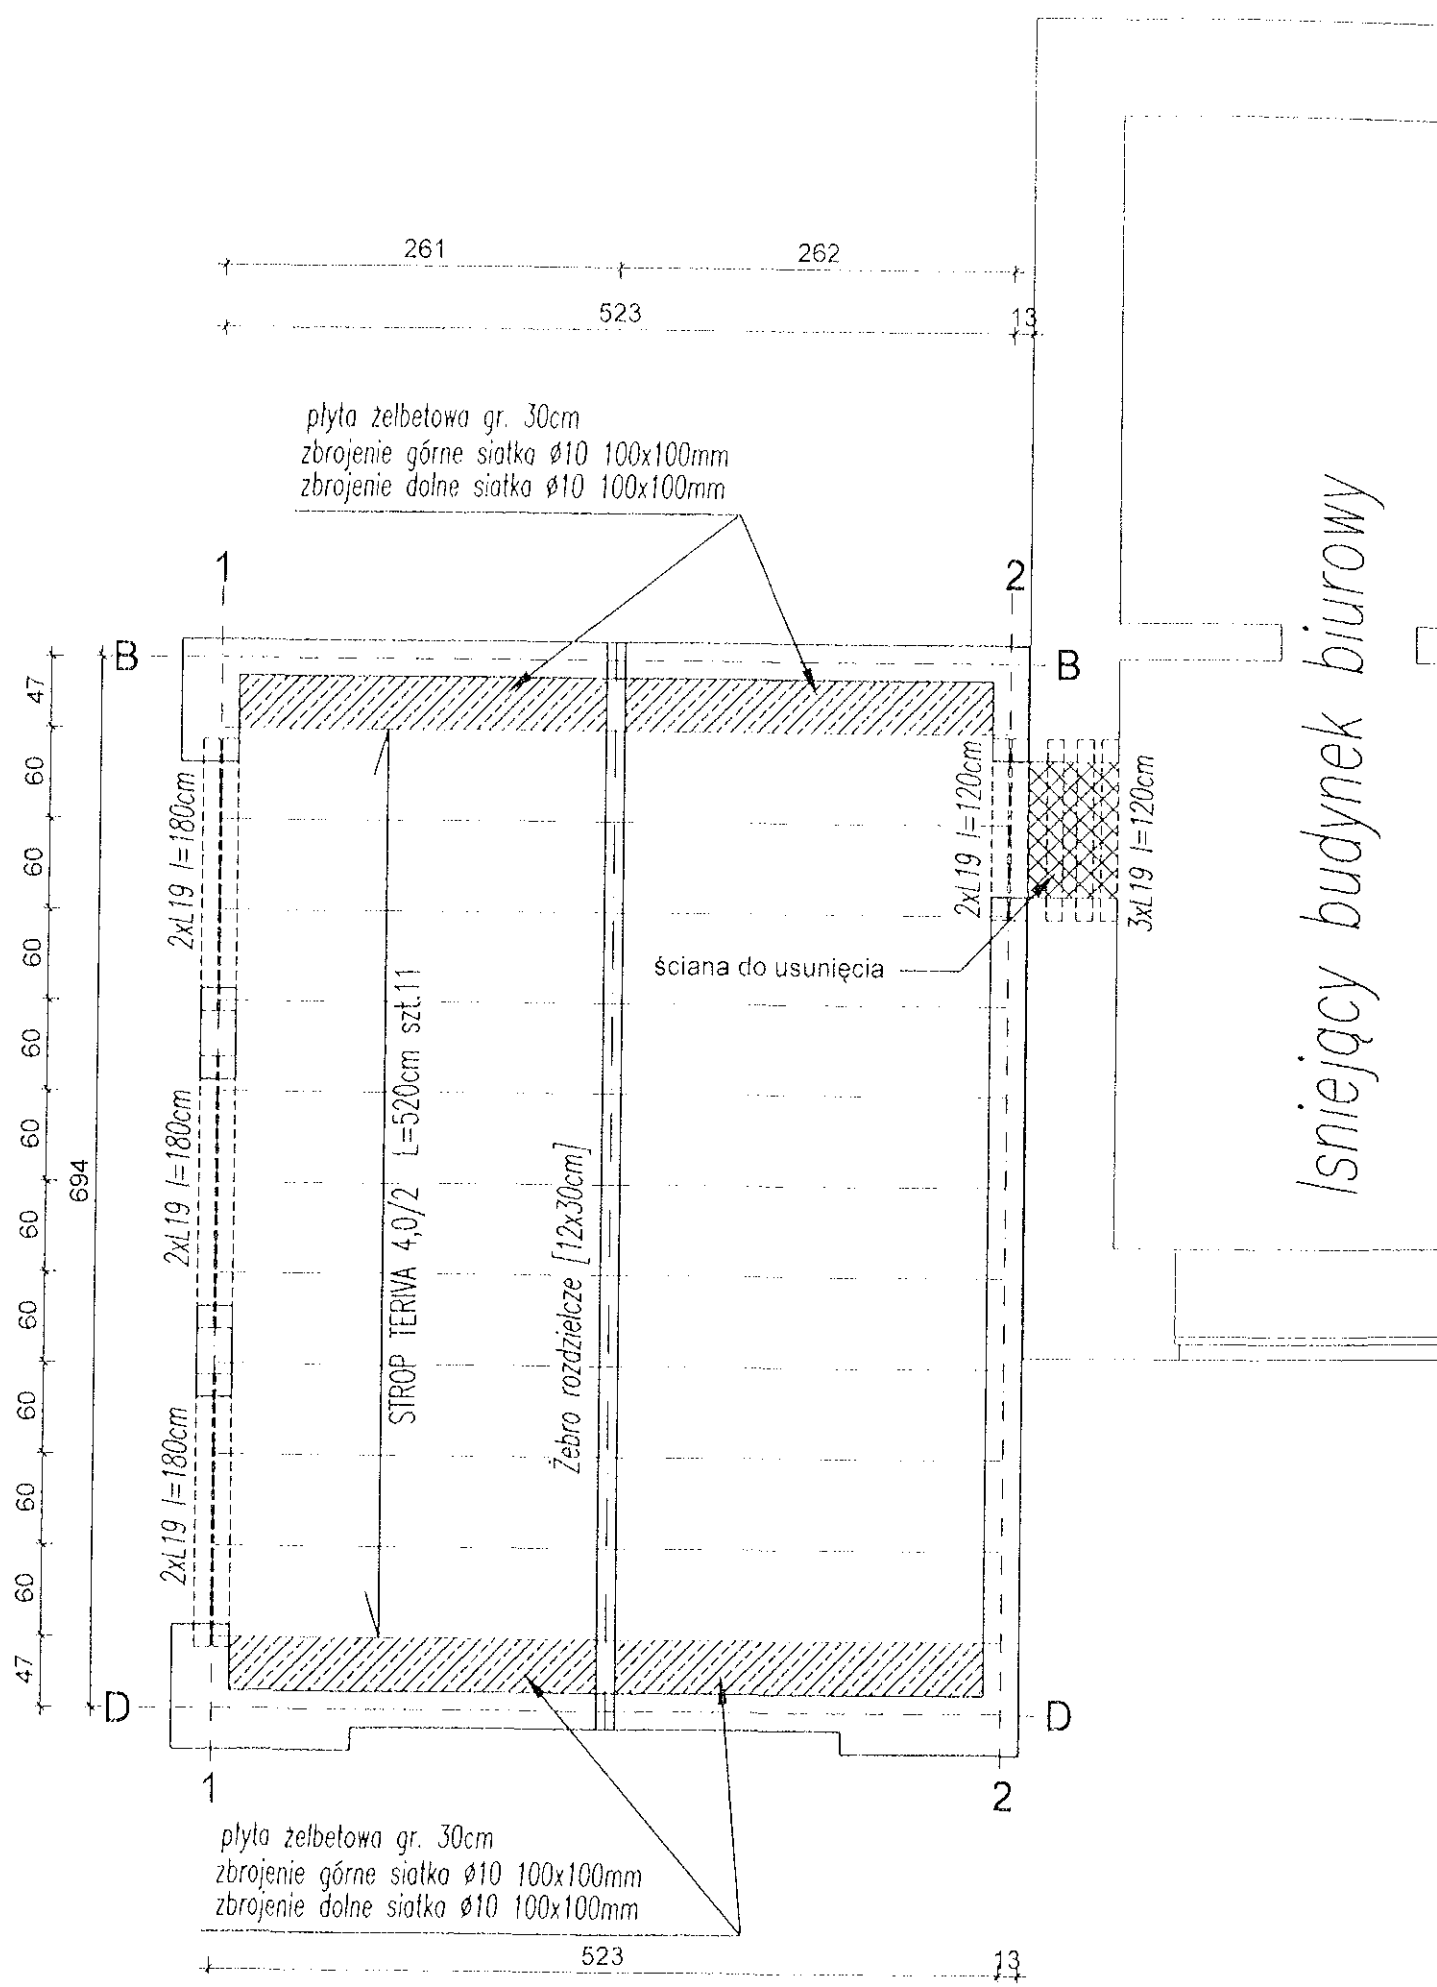 261
262
523
13
płyta żelbetowa gr. 30cm
zbrojenie górne siatka ø10 100x100mm
zbrojenie dolne siatka ø10 100x100mm
1
2
B
B
47
60
60
60
60
60
60
60
60
60
60
47
694
2xL19 l=180cm
2xL19 l=180cm
2xL19 l=180cm
STROP TERIVA 4,0/2 L=520cm szt.11
Żebro rozdzielcze [12x30cm]
2xL19 l=120cm
3xL19 l=120cm
ściana do usunięcia
Isniejący budynek biurowy
D
D
1
2
płyta żelbetowa gr. 30cm
zbrojenie górne siatka ø10 100x100mm
zbrojenie dolne siatka ø10 100x100mm
523
13